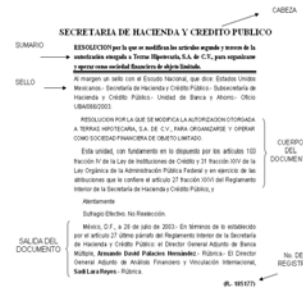 CABEZA
SECRETARIA DE HACIENDA Y CREDITO PUBLICO
SUMARIO
RESOLUCION por la que se modifican los artículos segundo y tercero de la
autorización otorgada a Terras Hipotecaria, S.A. de C.V., para organizarse
y operar como sociedad financiera de objeto limitado.
SELLO
Al margen un sello con el Escudo Nacional, que dice: Estados Unidos
Mexicanos.- Secretaría de Hacienda y Crédito Público.- Subsecretaría de
Hacienda y Crédito Público.- Unidad de Banca y Ahorro.- Oficio
UBA/086/2003.
RESOLUCION POR LA QUE SE MODIFICA LA AUTORIZACION OTORGADA
A TERRAS HIPOTECARIA, S.A. DE C.V., PARA ORGANIZARSE Y OPERAR
COMO SOCIEDAD FINANCIERA DE OBJETO LIMITADO.
CUERPO
DEL
DOCUMEN
Esta unidad, con fundamento en lo dispuesto por los artículos 103
fracción IV de la Ley de Instituciones de Crédito y 31 fracción XXV de la
Ley Orgánica de la Administración Pública Federal y en ejercicio de las
atribuciones que le confiere el artículo 27 fracción XXVI del Reglamento
Interior de la Secretaría de Hacienda y Crédito Público, y
Atentamente
Sufragio Efectivo. No Reelección.
SALIDA DEL
DOCUMENTO
México, D.F., a 28 de julio de 2003.- En términos de lo establecido
por el artículo 27 último párrafo del Reglamento Interior de la Secretaría
de Hacienda y Crédito Público: el Director General Adjunto de Banca
Múltiple, Armando David Palacios Hernández.- Rúbrica.- El Director
General Adjunto de Análisis Financiero y Vinculación Internacional,
Sadi Lara Reyes.- Rúbrica.
No. DE
REGISTR
(R.- 185477)